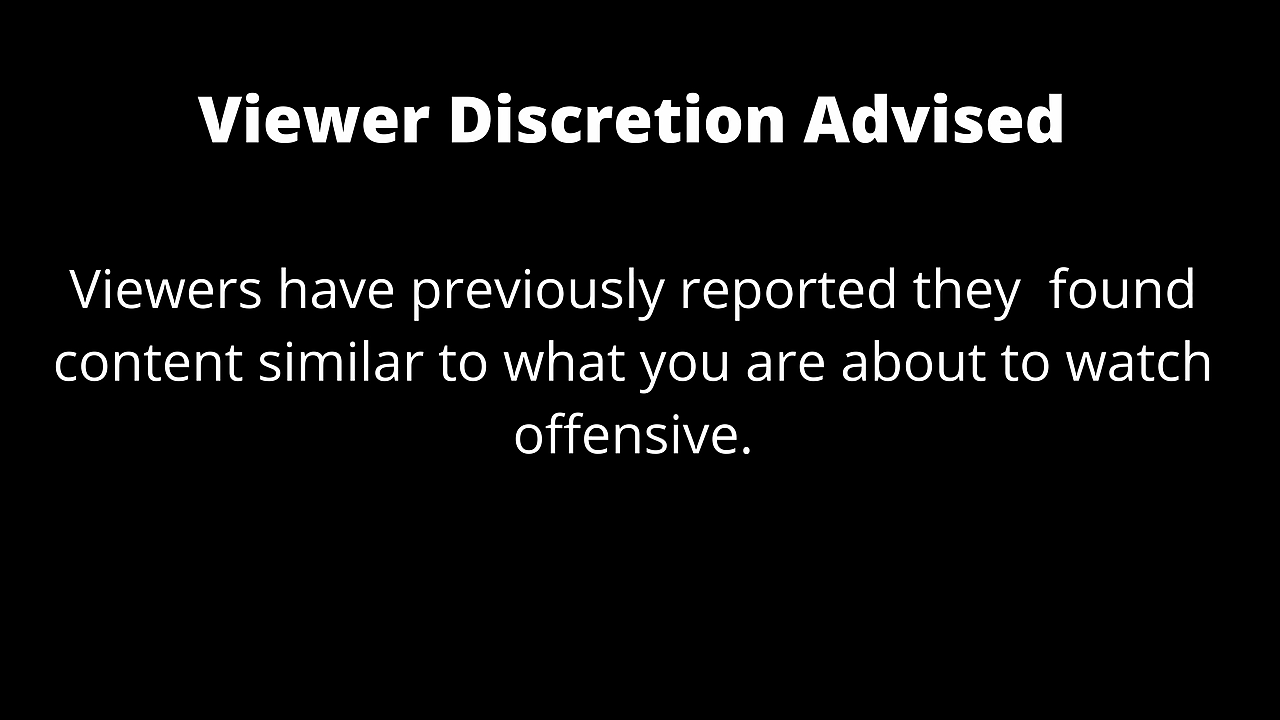 Viewer Discretion Advised
Viewers have previously reported they  found
content similar to what you are about to watch
offensive.